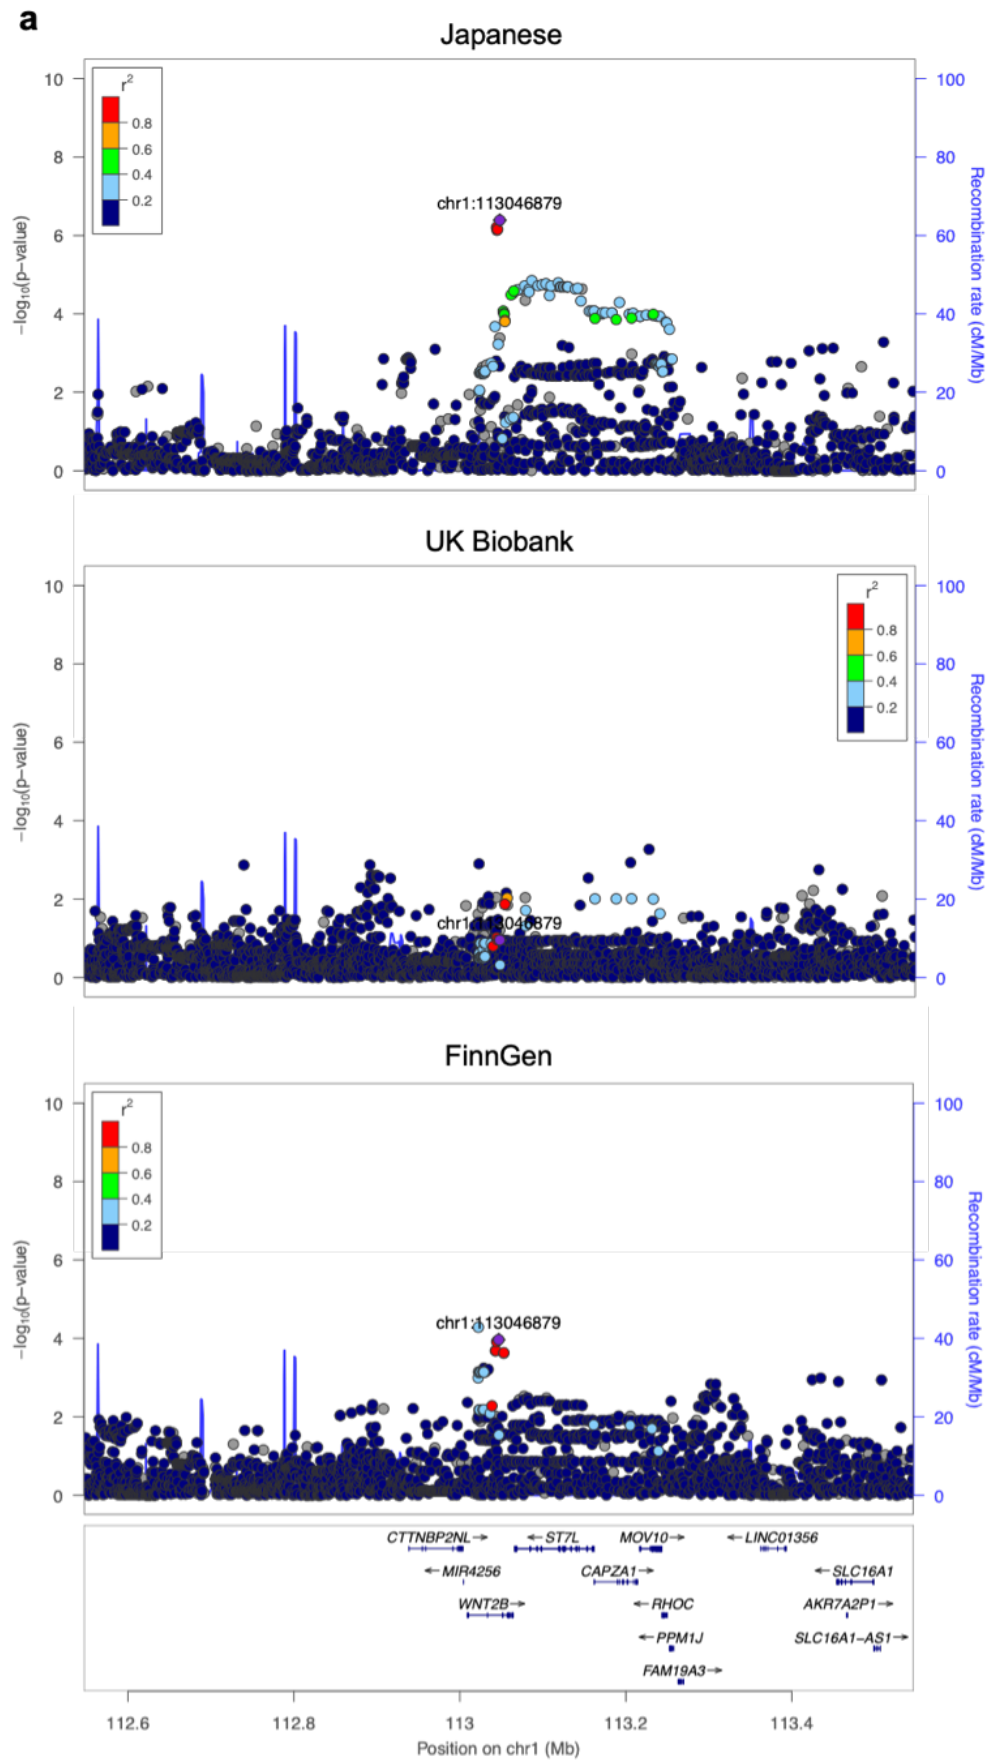 a
Japanese
r2
0.8
0.6
0.4
0.2
10
8
6
4
2
0
−log10(p−value)
100
80
60
40
20
0
Recombination rate (cM/Mb)
chr1:113046879
UK Biobank
r2
0.8
0.6
0.4
0.2
10
8
6
4
2
0
−log10(p−value)
100
80
60
40
20
0
Recombination rate (cM/Mb)
chr1:113046879
FinnGen
r2
0.8
0.6
0.4
0.2
10
8
6
4
2
0
−log10(p−value)
100
80
60
40
20
0
Recombination rate (cM/Mb)
chr1:113046879
CTTNBP2NL→ ←ST7L MOV10→ ←LINC01356
←MIR4256 CAPZA1→ ←SLC16A1
WNT2B→ ←RHOC AKR7A2P1→
←PPM1J SLC16A1−AS1→
FAM19A3→
112.6 112.8 113 113.2 113.4
Position on chr1 (Mb)